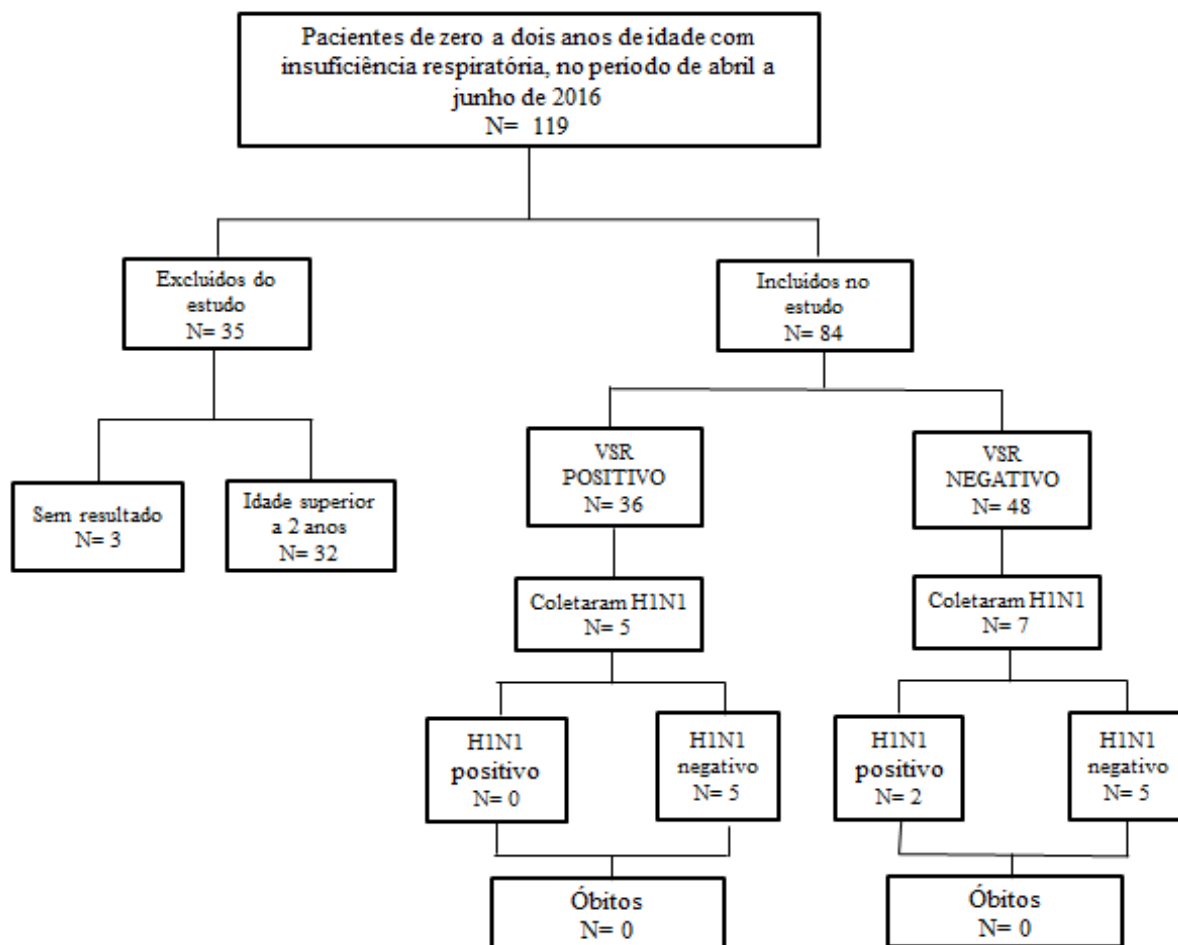 Pacientes de zero a dois anos de idade com
insuficiência respiratória, no período de abril a
junho de 2016
N= 119
Excluídos do
estudo
N= 35
Incluídos no
estudo
N= 84
Sem resultado
N= 3
Idade superior
a 2 anos
N= 32
VSR
POSITIVO
N= 36
VSR
NEGATIVO
N= 48
Coletaram H1N1
N= 5
Coletaram H1N1
N= 7
H1N1
positivo
N= 0
H1N1
negativo
N= 5
H1N1
positivo
N= 2
H1N1
negativo
N= 5
Óbitos
N= 0
Óbitos
N= 0